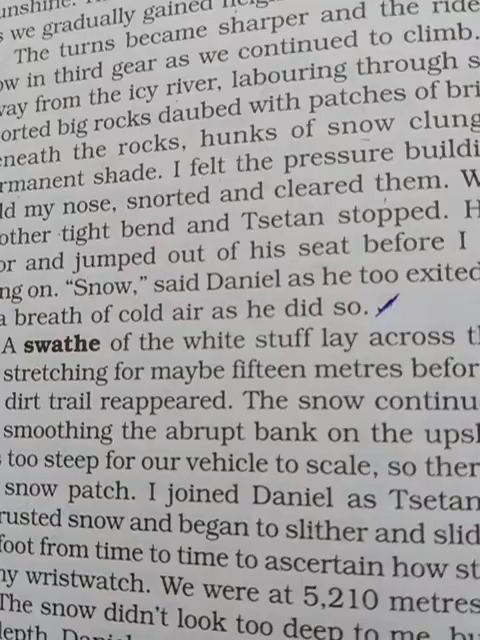 unshine.
we gradually gained
The turns became sharper and the ride
ow in third gear as we continued to climb.
way from the icy river, labouring through s
orted big rocks daubed with patches of bri
eneath the rocks, hunks of snow clung
rmanent shade. I felt the pressure buildi
ld my nose, snorted and cleared them. W
other tight bend and Tsetan stopped. H
or and jumped out of his seat before I
ng on. “Snow,” said Daniel as he too exited
a breath of cold air as he did so.
A swathe of the white stuff lay across t
stretching for maybe fifteen metres befor
dirt trail reappeared. The snow continu
smoothing the abrupt bank on the upsl
s too steep for our vehicle to scale, so ther
snow patch. I joined Daniel as Tsetan
rusted snow and began to slither and slid
foot from time to time to ascertain how st
ny wristwatch. We were at 5,210 metres
The snow didn’t look too deep to me, bu
depth, Daniel